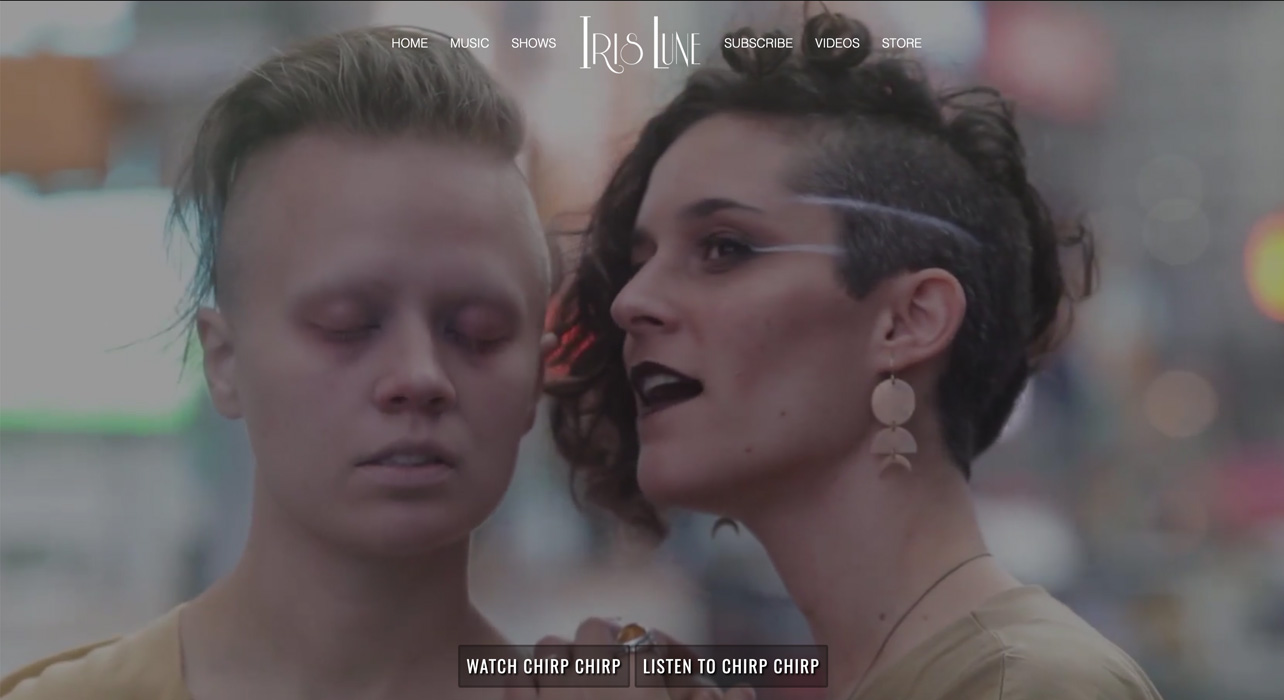 HOME MUSIC SHOWS IRIS LUNE SUBSCRIBE VIDEOS STORE
WATCH CHIRP CHIRP LISTEN TO CHIRP CHIRP